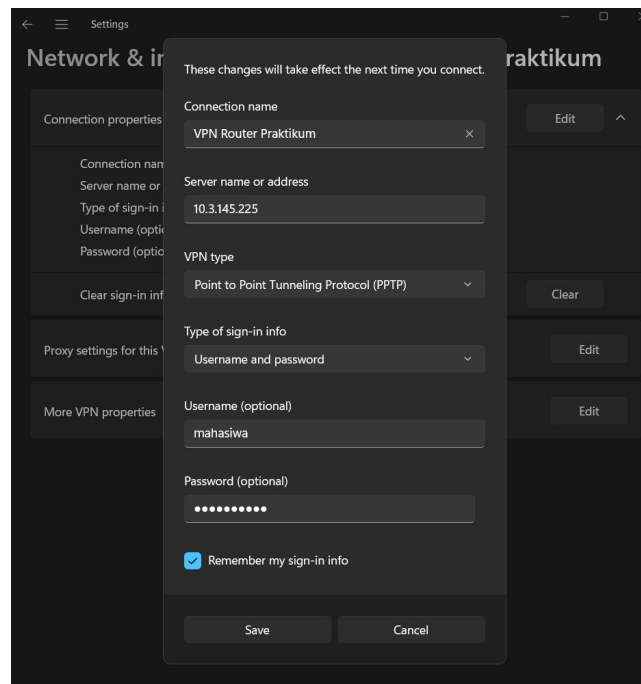 Settings
Network & in
raktikum
These changes will take effect the next time you connect.
Connection name
VPN Router Praktikum
Connection properties
Edit
Connection nam
Server name or
Type of sign-in i
Username (optio
Password (optio
Server name or address
10.3.145.225
VPN type
Point to Point Tunneling Protocol (PPTP)
Clear sign-in inf
Clear
Type of sign-in info
Username and password
Proxy settings for this V
Edit
Username (optional)
mahasiwa
More VPN properties
Edit
Password (optional)
Remember my sign-in info
Save
Cancel